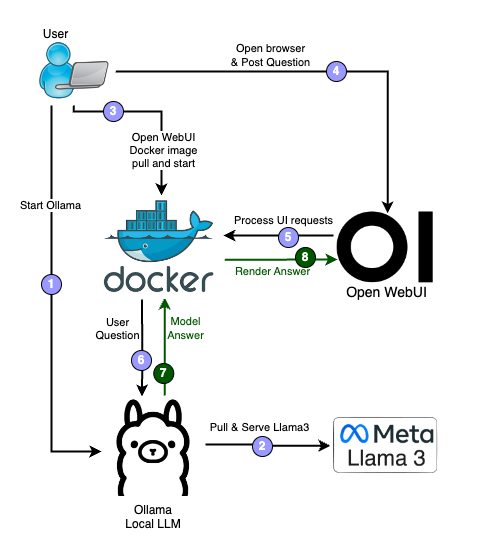 User
Open browser
& Post Question
4
3
Open WebUI
Docker image
pull and start
Start Ollama
Process UI requests
5
8
Render Answer
OI
Open WebUI
docker
1
User
Question
Model
Answer
6
7
Pull & Serve Llama3
2
Meta
Llama 3
Ollama
Local LLM